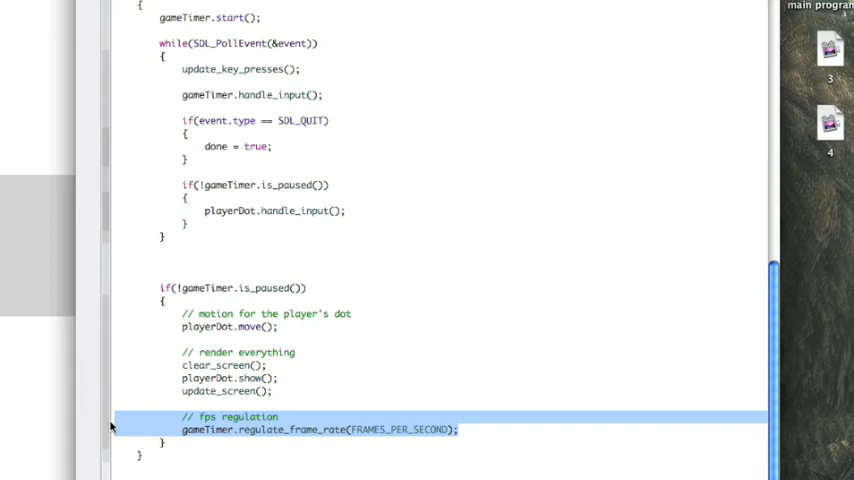 main program
{
gameTimer.start();
while(SDL_PollEvent(&event))
{
update_key_presses();
gameTimer.handle_input();
if(event.type == SDL_QUIT)
{
done = true;
}
if(!gameTimer.is_paused())
{
playerDot.handle_input();
}
}
if(!gameTimer.is_paused())
{
// motion for the player's dot
playerDot.move();
// render everything
clear_screen();
playerDot.show();
update_screen();
// fps regulation
gameTimer.regulate_frame_rate(FRAMES_PER_SECOND);
}
}
3
4